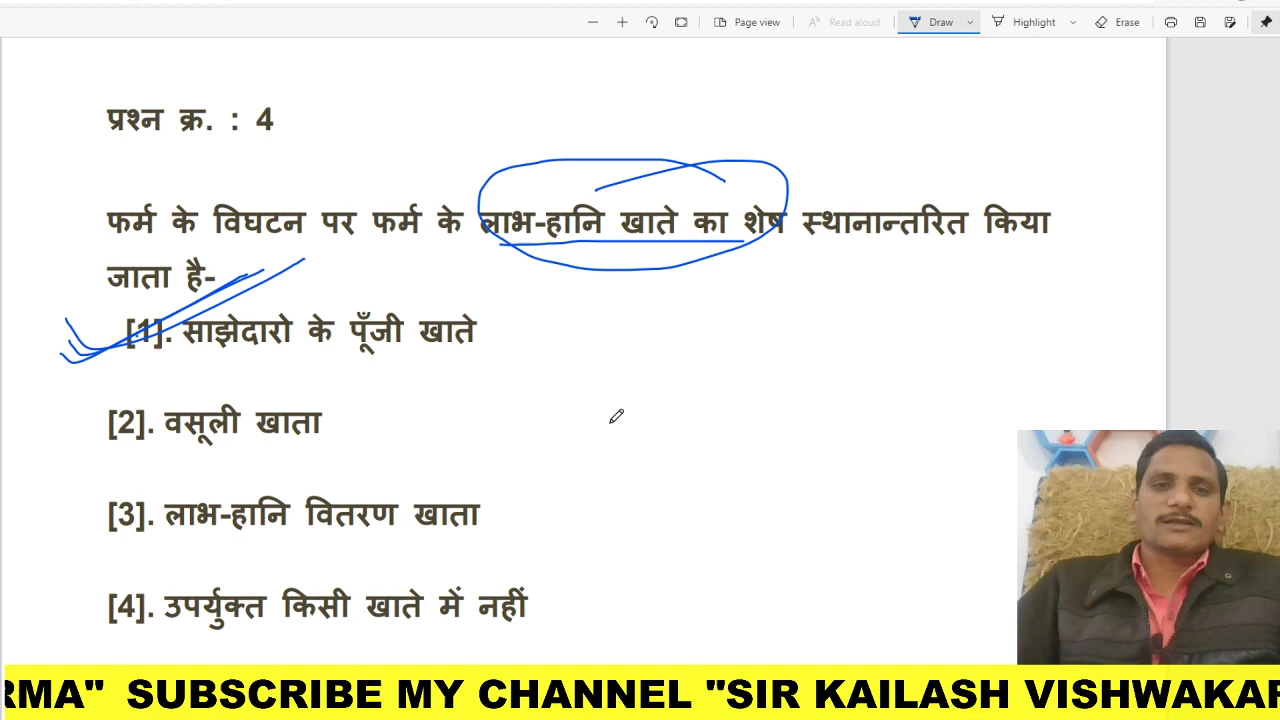 Page view
Read aloud
Draw
Highlight
Erase
प्रश्न क्र. : 4
फर्म के विघटन पर फर्म के लाभ-हानि खाते का शेष स्थानान्तरित किया
जाता है-
[1]. साझेदारो के पूँजी खाते
[2]. वसूली खाता
[3]. लाभ-हानि वितरण खाता
[4]. उपर्युक्त किसी खाते में नहीं
RMA" SUBSCRIBE MY CHANNEL "SIR KAILASH VISHWAKAR